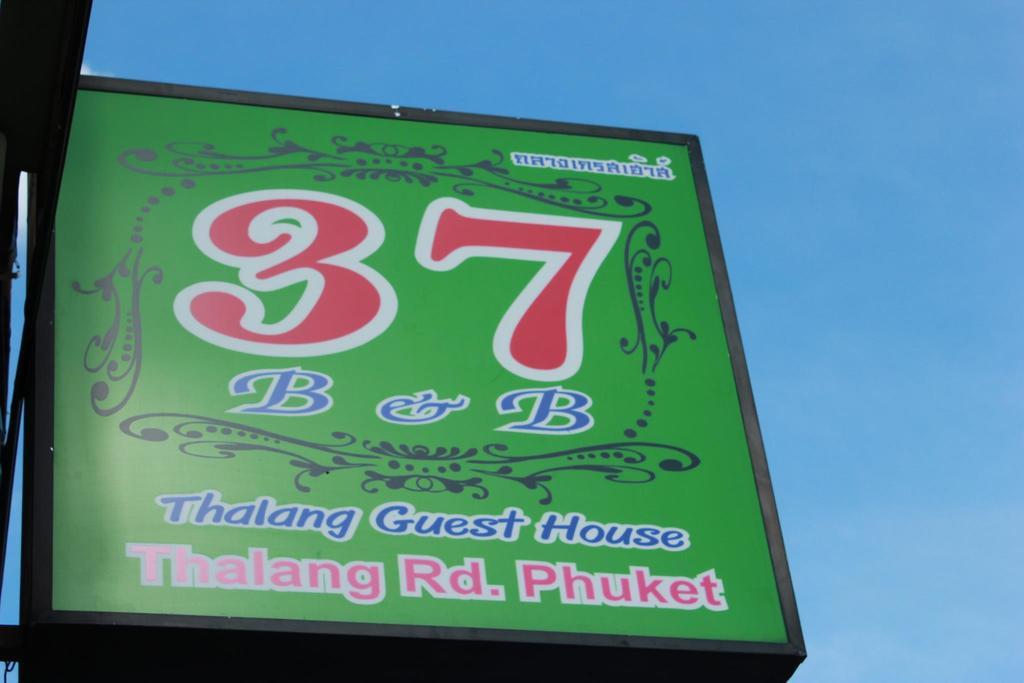 ถลางเกรสเฮ้าส์
37
B & B
Thalang Guest House
Thalang Rd. Phuket